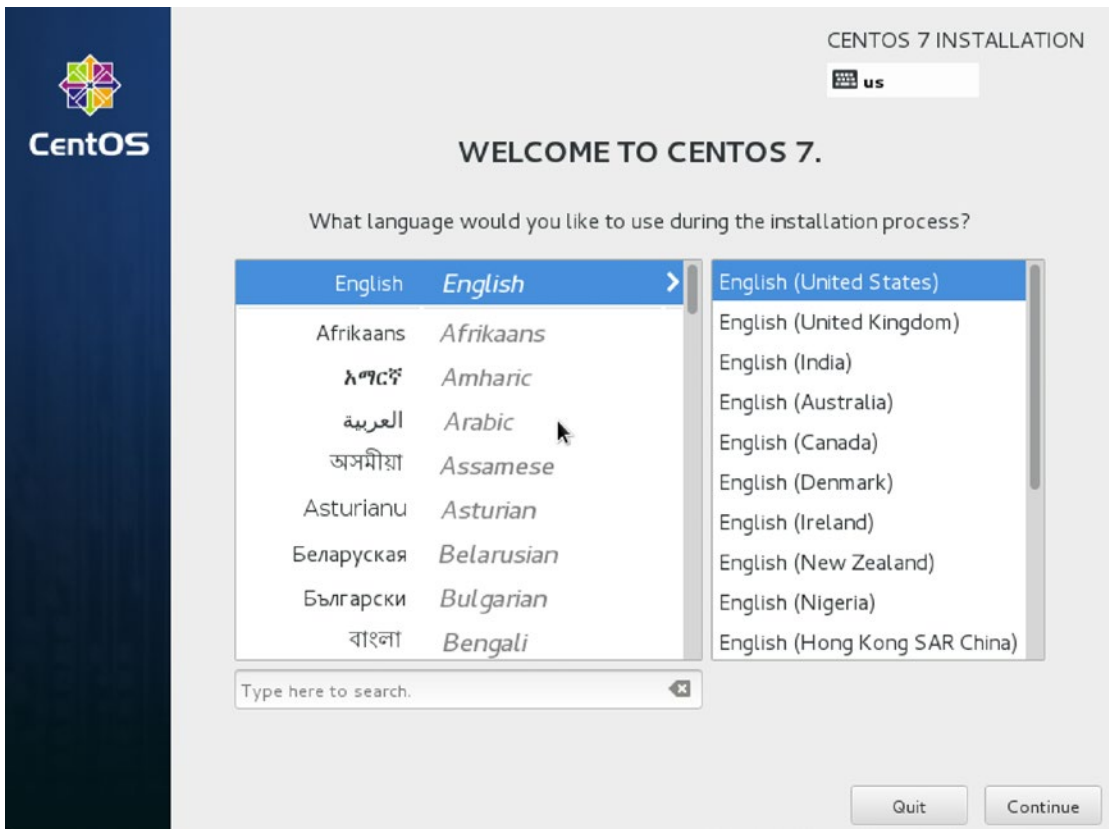 CentOS
CENTOS 7 INSTALLATION
us
WELCOME TO CENTOS 7.
What language would you like to use during the installation process?
English English
Afrikaans Afrikaans
አማርኛ Amharic
العربية Arabic
অসমীয়া Assamese
Asturianu Asturian
Беларуская Belarusian
Български Bulgarian
বাংলা Bengali
English (United States)
English (United Kingdom)
English (India)
English (Australia)
English (Canada)
English (Denmark)
English (Ireland)
English (New Zealand)
English (Nigeria)
English (Hong Kong SAR China)
Type here to search.
Quit Continue